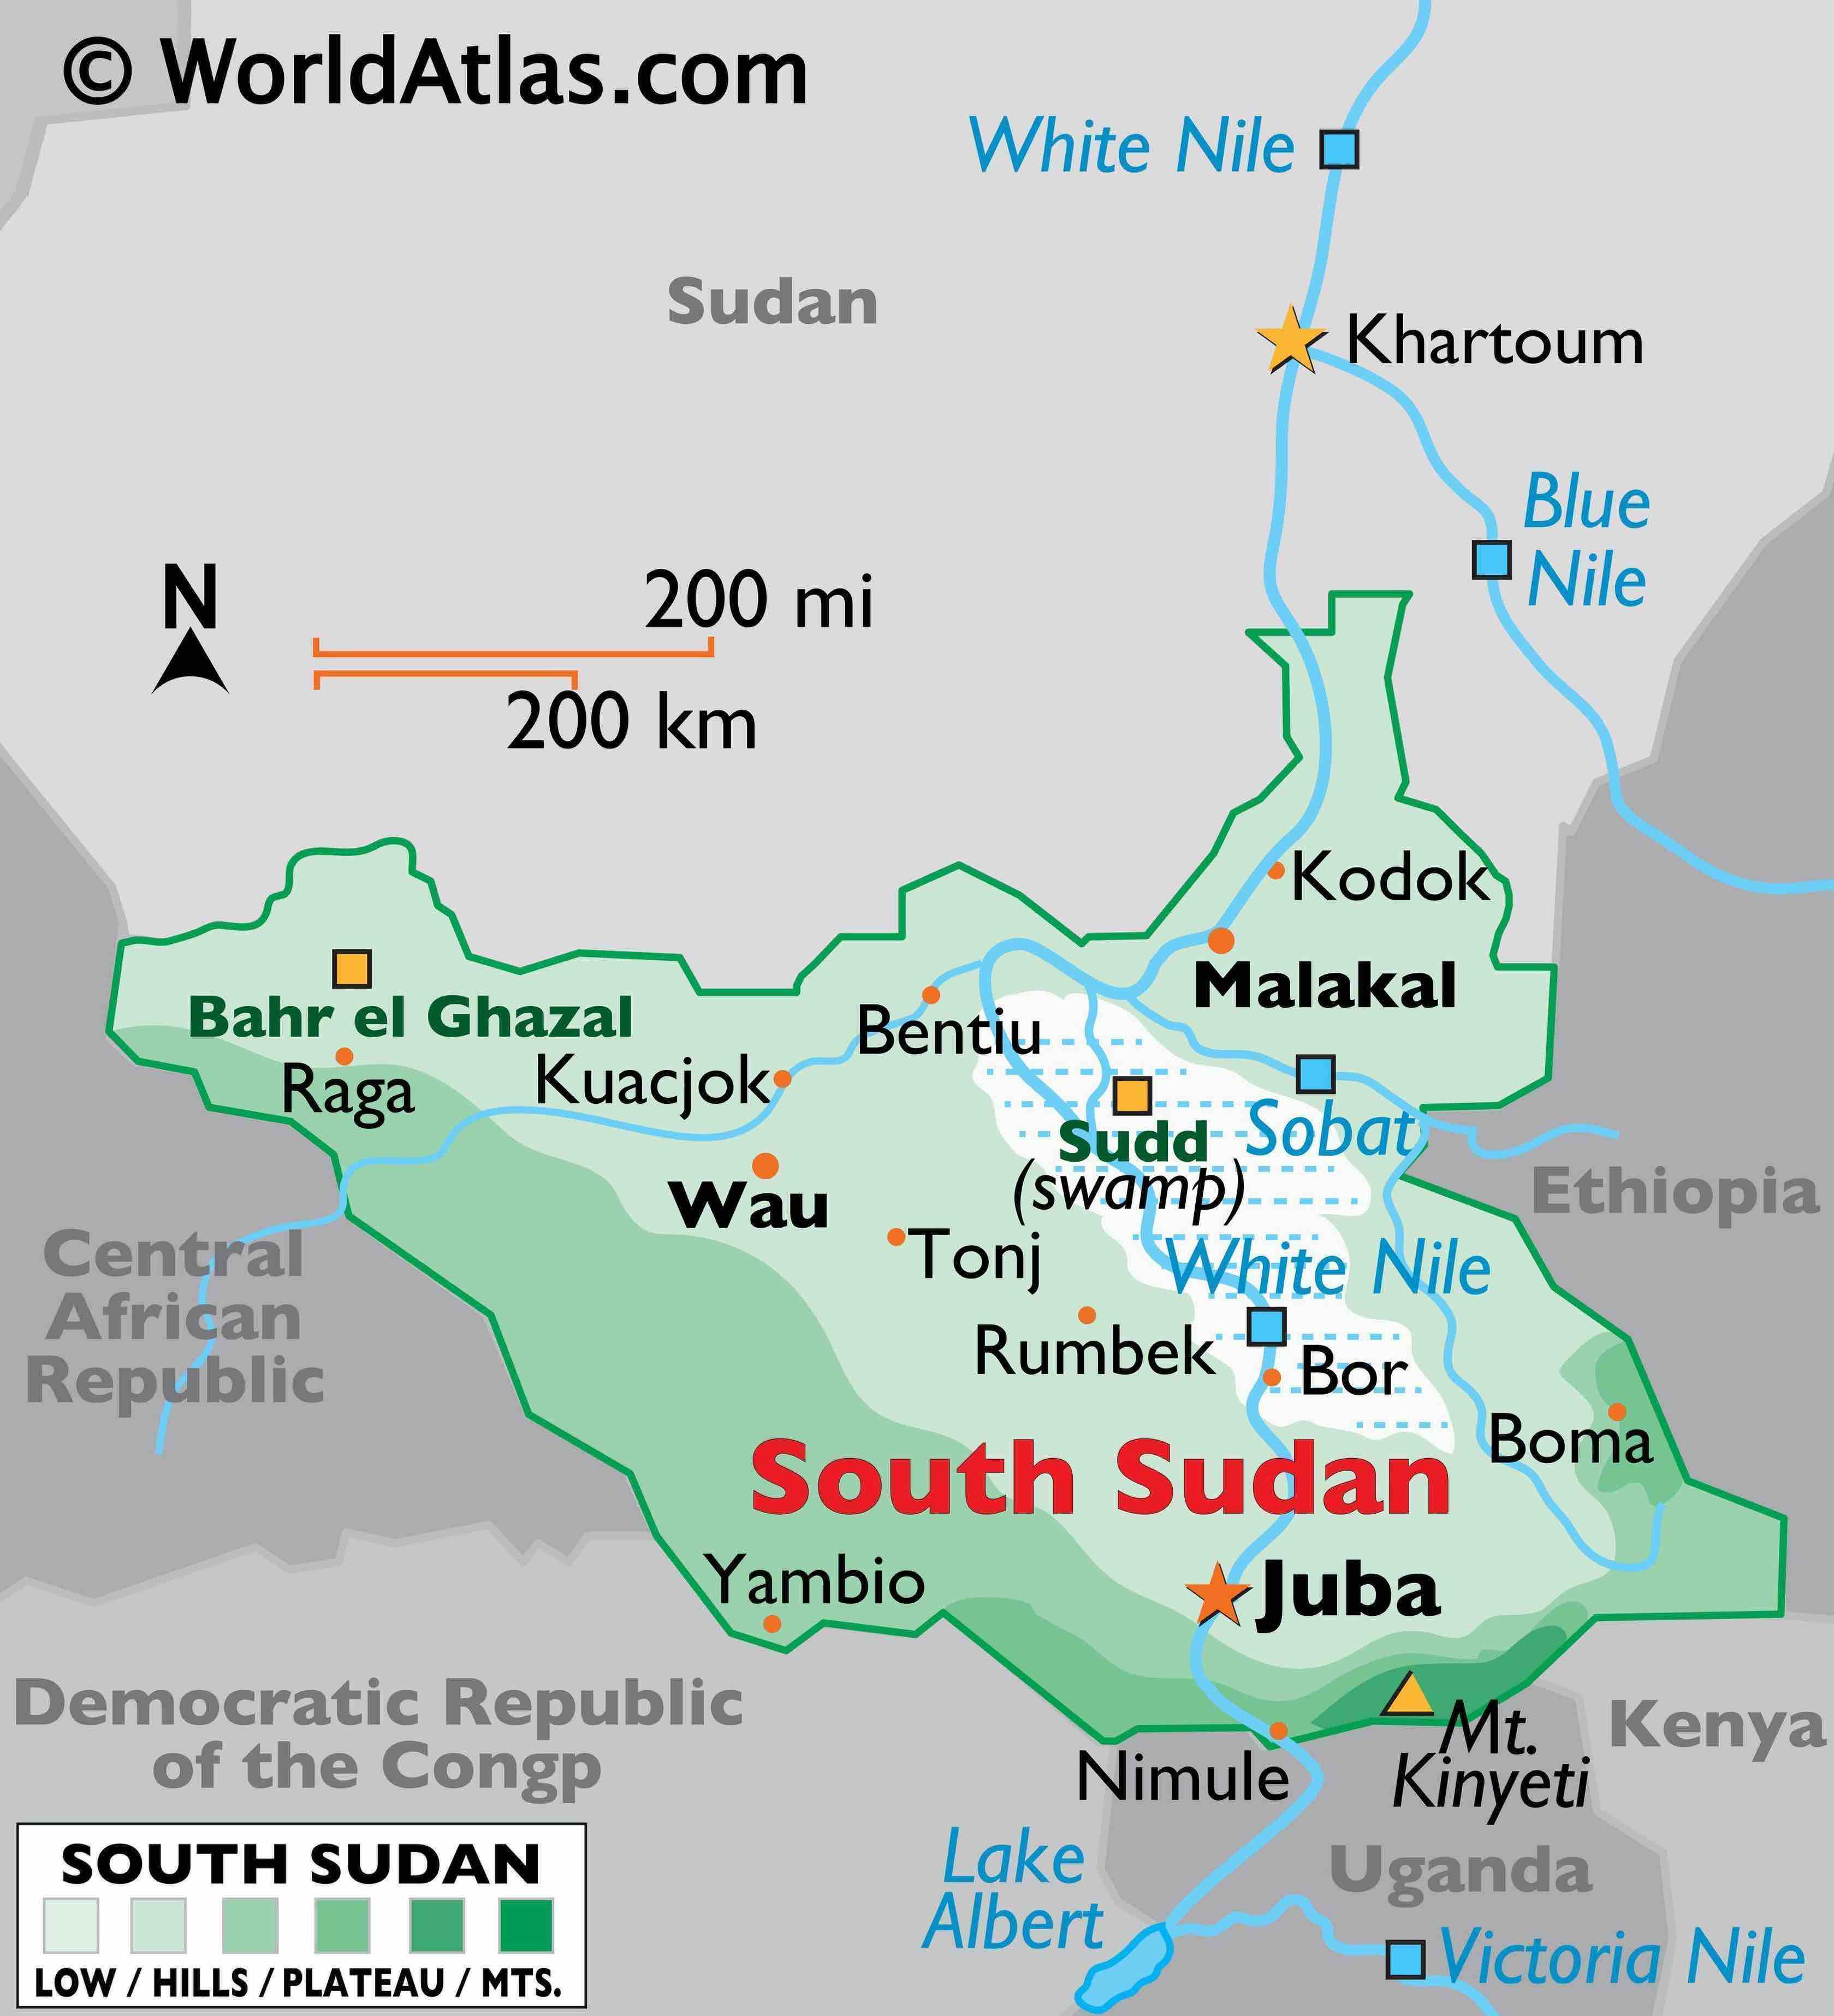 © WorldAtlas.com
White Nile
Sudan
Khartoum
Blue
Nile
N
200 mi
200 km
Kodok
Malakal
Bahr el Ghazal
Raga
Bentiu
Kuacjok
Sobat
Sudd
(swamp)
Wau
Tonj
Ethiopia
White Nile
Central
African
Republic
Rumbek
Bor
Boma
South Sudan
Yambio
Juba
Democratic Republic
of the Congp
Mt.
Kinyeti
Kenya
Nimule
Lake
Albert
Uganda
Victoria Nile
SOUTH SUDAN
LOW / HILLS / PLATEAU / MTS.